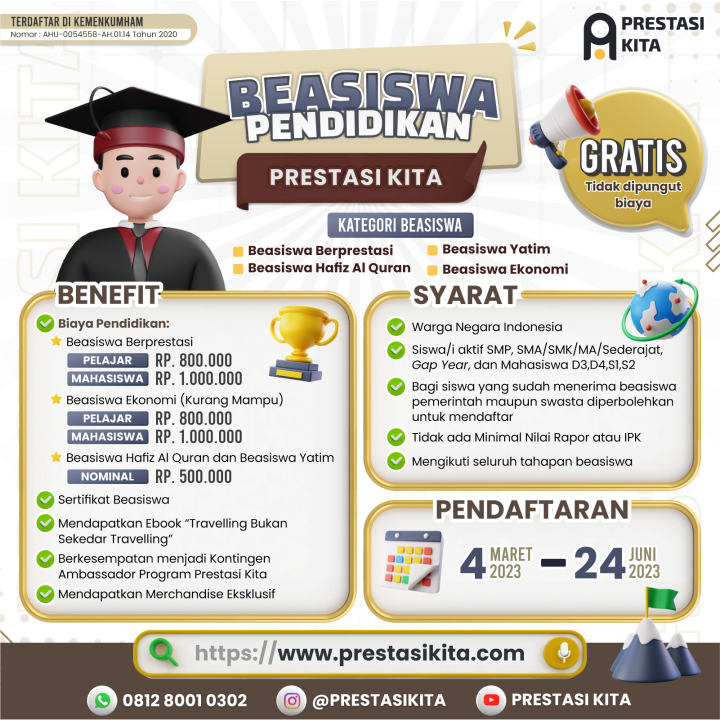 TERDAFTAR DI KEMENKUMHAM
Nomor : AHU-0054558-AH.01.14 Tahun 2020
PRESTASI
KITA
BEASISWA
PENDIDIKAN
PRESTASI KITA
GRATIS
Tidak dipungut
biaya
KATEGORI BEASISWA
Beasiswa Berprestasi
Beasiswa Yatim
Beasiswa Hafiz Al Quran
Beasiswa Ekonomi
BENEFIT
Biaya Pendidikan:
Beasiswa Berprestasi
PELAJAR RP. 800.000
MAHASISWA RP. 1.000.000
Beasiswa Ekonomi (Kurang Mampu)
PELAJAR RP. 800.000
MAHASISWA RP. 1.000.000
Beasiswa Hafiz Al Quran dan Beasiswa Yatim
NOMINAL RP. 500.000
Sertifikat Beasiswa
Mendapatkan Ebook “Travelling Bukan
Sekedar Travelling”
Berkesempatan menjadi Kontingen
Ambassador Program Prestasi Kita
Mendapatkan Merchandise Eksklusif
SYARAT
Warga Negara Indonesia
Siswa/i aktif SMP, SMA/SMK/MA/Sederajat,
Gap Year, dan Mahasiswa D3,D4,S1,S2
Bagi siswa yang sudah menerima beasiswa
pemerintah maupun swasta diperbolehkan
untuk mendaftar
Tidak ada Minimal Nilai Rapor atau IPK
Mengikuti seluruh tahapan beasiswa
PENDAFTARAN
4 MARET 2023 – 24 JUNI 2023
https://www.prestasikita.com
0812 8001 0302
@PRESTASIKITA
PRESTASI KITA